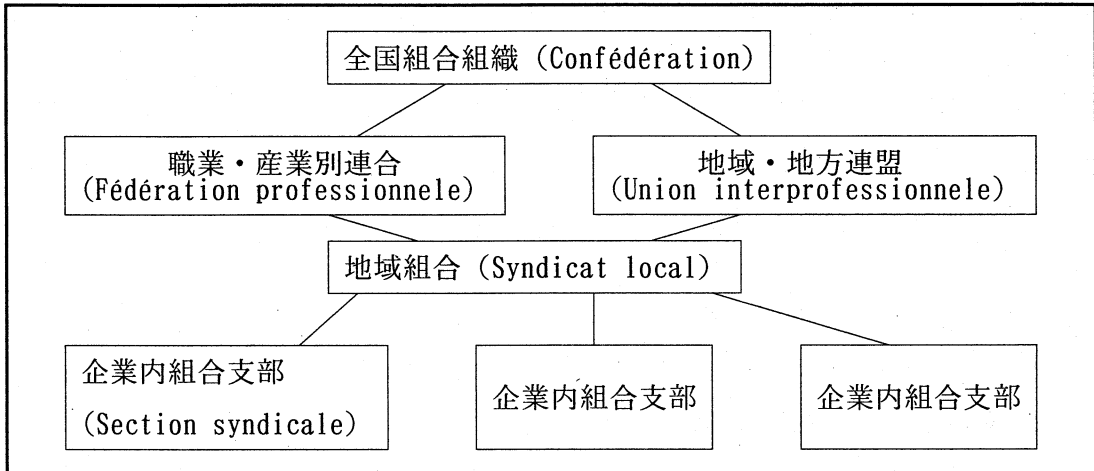 全国組合組織 (Confédération)
職業・産業別連合
(Fédération professionnele)
地域・地方連盟
(Union interprofessionnele)
地域組合 (Syndicat local)
企業内組合支部
(Section syndicale)
企業内組合支部
企業内組合支部